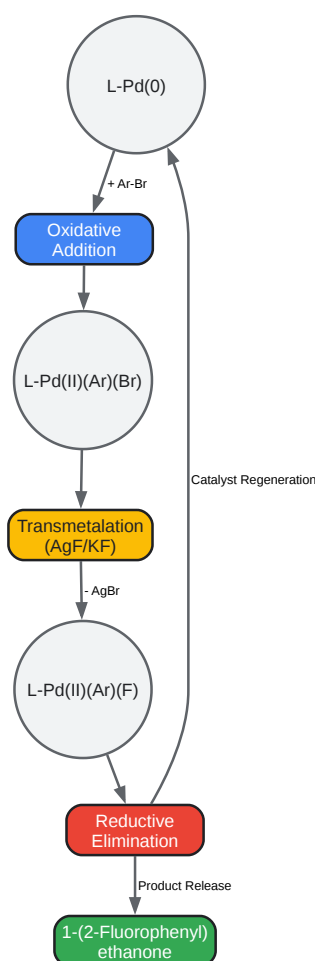 L-Pd(0)
+ Ar-Br
Oxidative
Addition
L-Pd(II)(Ar)(Br)
Catalyst Regeneration
Transmetalation
(AgF/KF)
- AgBr
L-Pd(II)(Ar)(F)
Reductive
Elimination
Product Release
1-(2-Fluorophenyl)
ethanone